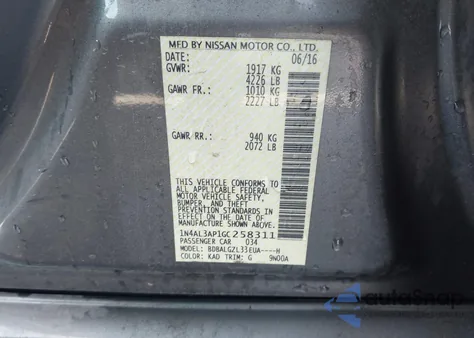 MFD BY NISSAN MOTOR CO., LTD.
DATE: 06/16
GVWR: 1917 KG
4226 LB
GAWR FR.: 1010 KG
2227 LB
GAWR RR.: 940 KG
2072 LB
THIS VEHICLE CONFORMS TO
ALL APPLICABLE FEDERAL
MOTOR VEHICLE SAFETY,
BUMPER, AND THEFT
PREVENTION STANDARDS IN
EFFECT ON THE DATE OF
MANUFACTURE SHOWN ABOVE.
1N4AL3AP1GC258311
PASSENGER CAR 034
BDBALGZL33EUA----H
COLOR: KAD TRIM: G 9N00A
autoSnap